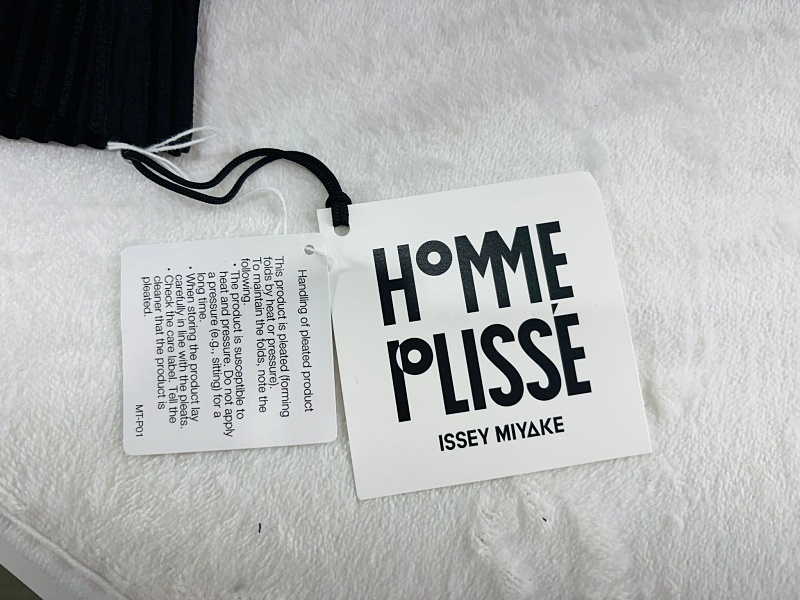 HOMME
PLISSÉ
ISSEY MIYAKE
Handling of pleated product
This product is pleated (forming
folds by heat or pressure).
To maintain the folds, note the
following.
• The product is susceptible to
heat and pressure. Do not apply
a pressure (e.g., sitting) for a
long time.
• When storing the product lay
carefully in line with the pleats.
• Check the care label. Tell the
cleaner that the product is
pleated.
MT-P01